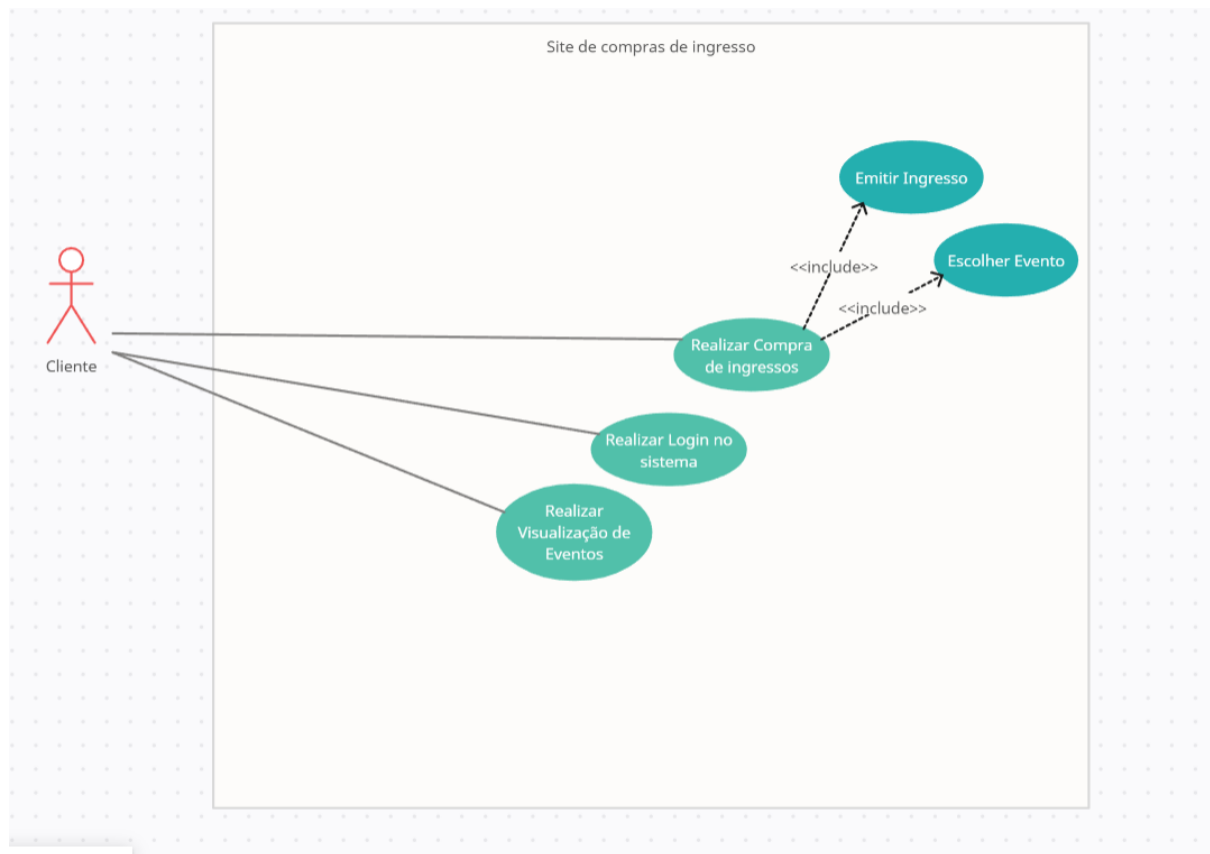 Site de compras de ingresso
Emitir Ingresso
Escolher Evento
<<include>>
<<include>>
Realizar Compra
de ingressos
Cliente
Realizar Login no
sistema
Realizar
Visualização de
Eventos